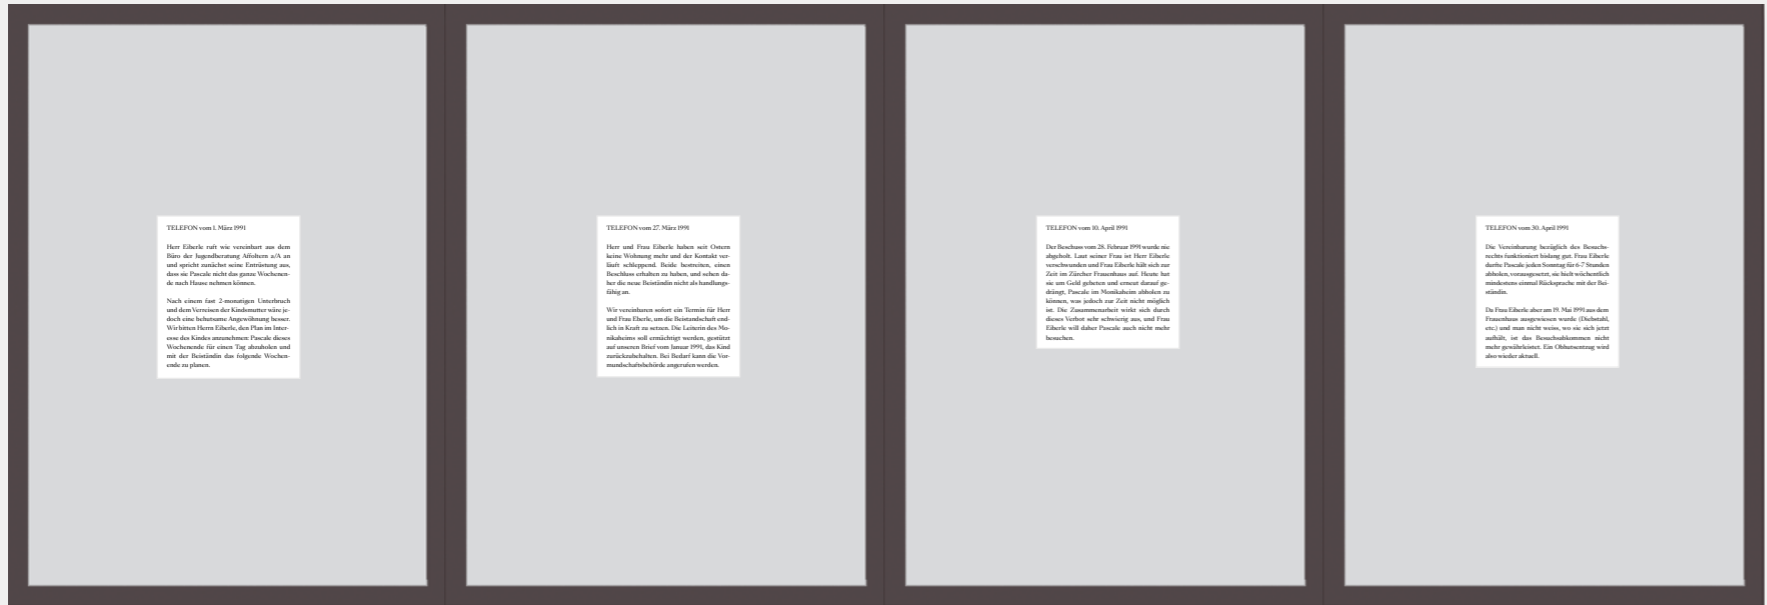 TELEFON vom 1. März 1991
Herr Eiberle ruft wie vereinbart aus dem
Büro der Jugendberatung Affoltern a/A an
und spricht zunächst seine Entrüstung aus,
dass sie Pascale nicht das ganze Wochenen-
de nach Hause nehmen können.
Nach einem fast 2-monatigen Unterbruch
und dem Verreisen der Kindsmutter wäre je-
doch eine behutsame Angewöhnung besser.
Wir bitten Herrn Eiberle, den Plan im Inter-
esse des Kindes anzunehmen: Pascale dieses
Wochenende für einen Tag abzuholen und
mit der Beiständin das folgende Wochen-
ende zu planen.
TELEFON vom 27. März 1991
Herr und Frau Eiberle haben seit Ostern
keine Wohnung mehr und der Kontakt ver-
läuft schleppend. Beide bestreiten, einen
Beschluss erhalten zu haben, und sehen da-
her die neue Beiständin nicht als handlungs-
fähig an.
Wir vereinbaren sofort ein Termin für Herr
und Frau Eberle, um die Beistandschaft end-
lich in Kraft zu setzen. Die Leiterin des Mo-
nikaheims soll ermächtigt werden, gestützt
auf unseren Brief vom Januar 1991, das Kind
zurückzubehalten. Bei Bedarf kann die Vor-
mundschaftsbehörde angerufen werden.
TELEFON vom 10. April 1991
Der Beschuss vom 28. Februar 1991 wurde nie
abgeholt. Laut seiner Frau ist Herr Eiberle
verschwunden und Frau Eiberle hält sich zur
Zeit im Zürcher Frauenhaus auf. Heute hat
sie um Geld gebeten und erneut darauf ge-
drängt, Pascale im Monikaheim abholen zu
können, was jedoch zur Zeit nicht möglich
ist. Die Zusammenarbeit wirkt sich durch
dieses Verbot sehr schwierig aus, und Frau
Eiberle will daher Pascale auch nicht mehr
besuchen.
TELEFON vom 30. April 1991
Die Vereinbarung bezüglich des Besuchs-
rechts funktioniert bislang gut. Frau Eiberle
durfte Pascale jeden Sonntag für 6-7 Stunden
abholen, vorausgesetzt, sie hielt wöchentlich
mindestens einmal Rücksprache mit der Bei-
ständin.
Da Frau Eiberle aber am 19. Mai 1991 aus dem
Frauenhaus ausgewiesen wurde (Diebstahl,
etc.) und man nicht weiss, wo sie sich jetzt
aufhält, ist das Besuchsabkommen nicht
mehr gewährleistet. Ein Obhutsentzug wird
also wieder aktuell.